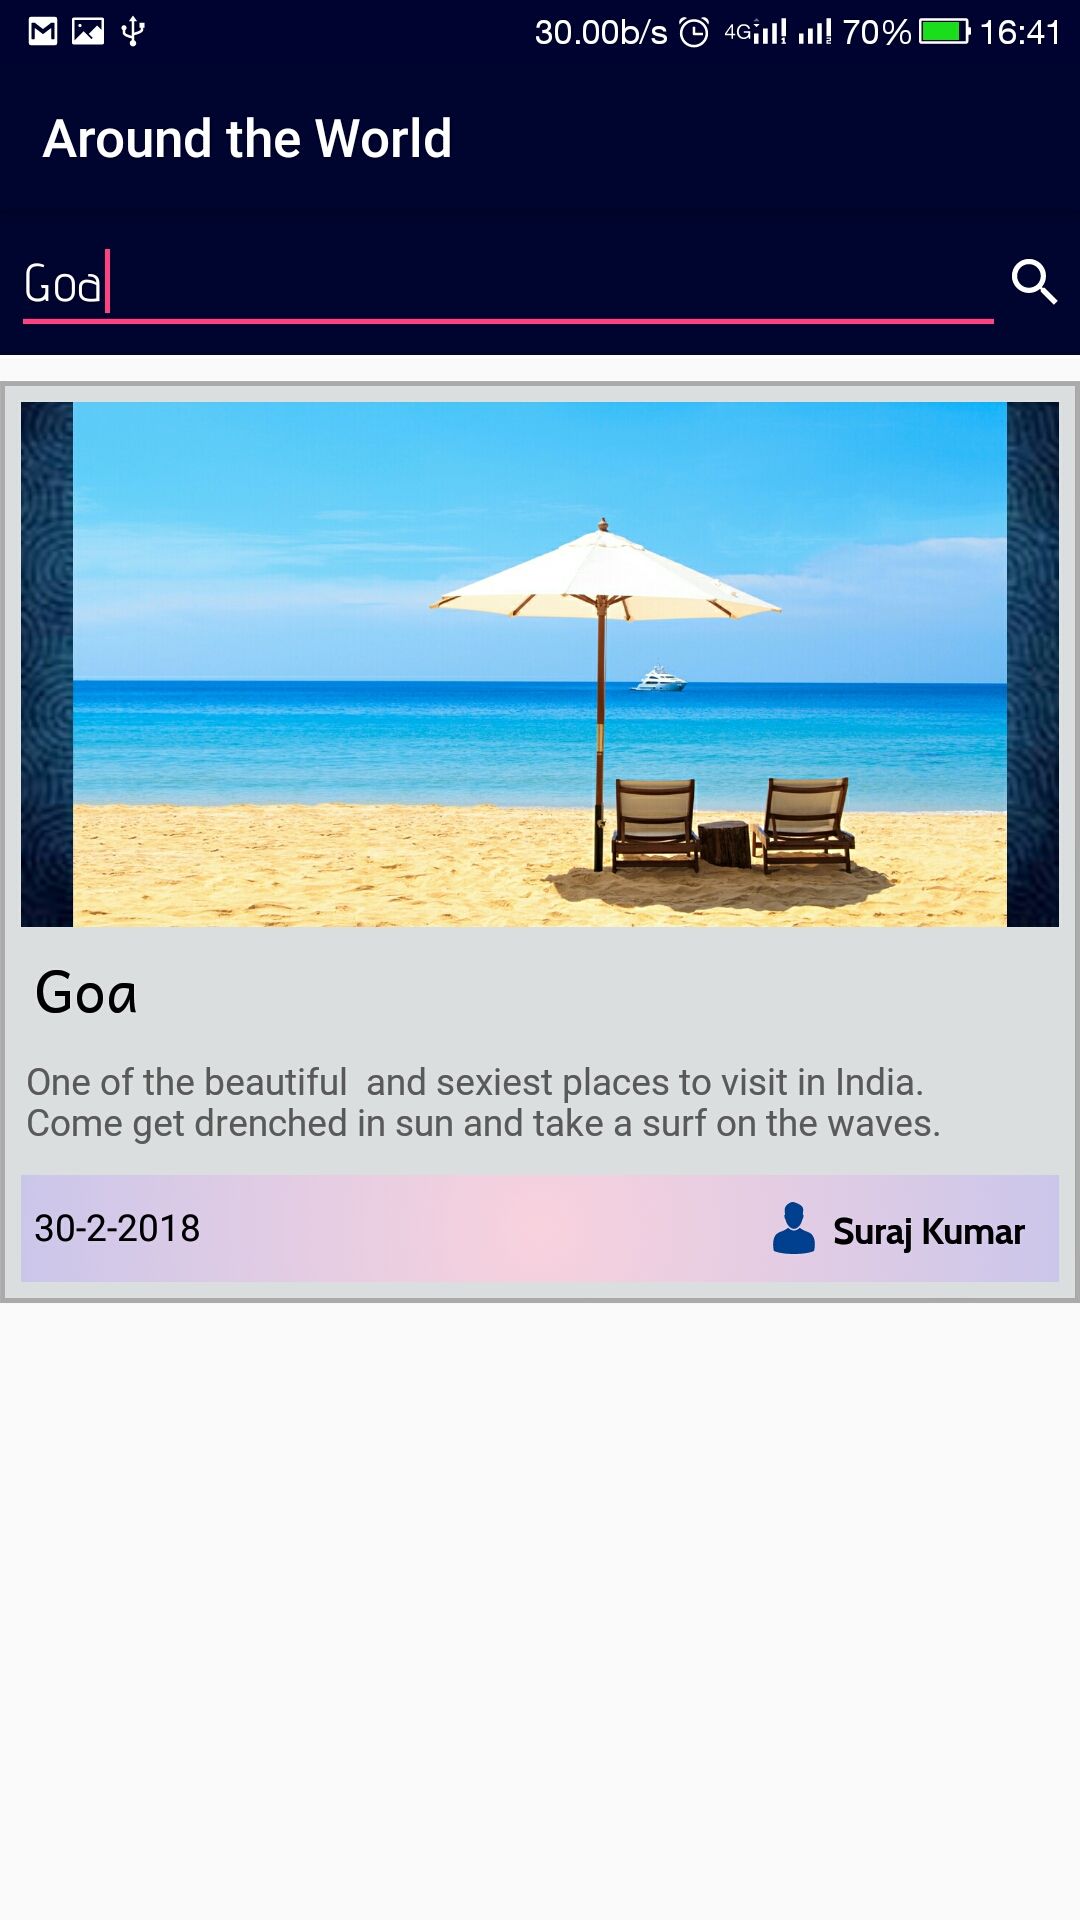 30.00b/s 4G 70% 16:41
Around the World
Goa
Goa
One of the beautiful  and sexiest places to visit in India.
Come get drenched in sun and take a surf on the waves.
30-2-2018 Suraj Kumar